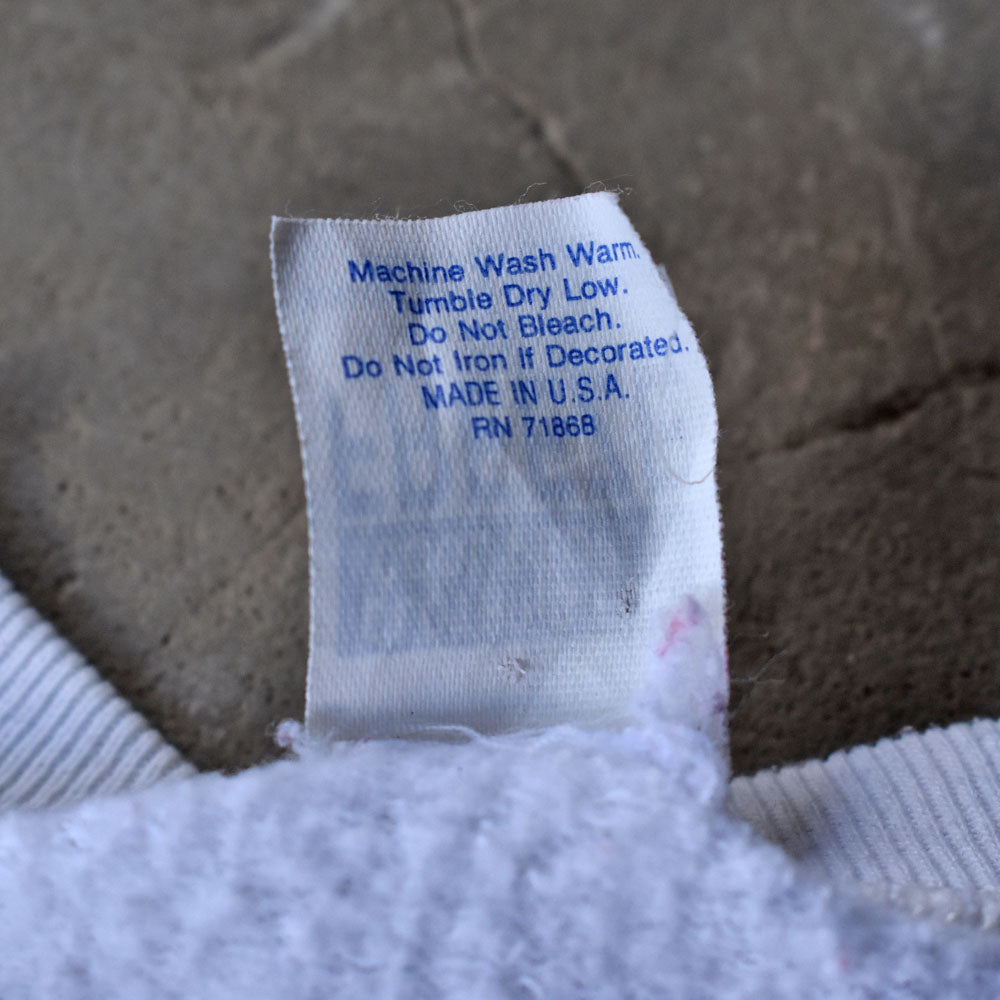 Machine Wash Warm.
Tumble Dry Low.
Do Not Bleach.
Do Not Iron If Decorated.
MADE IN U.S.A.
RN 71868